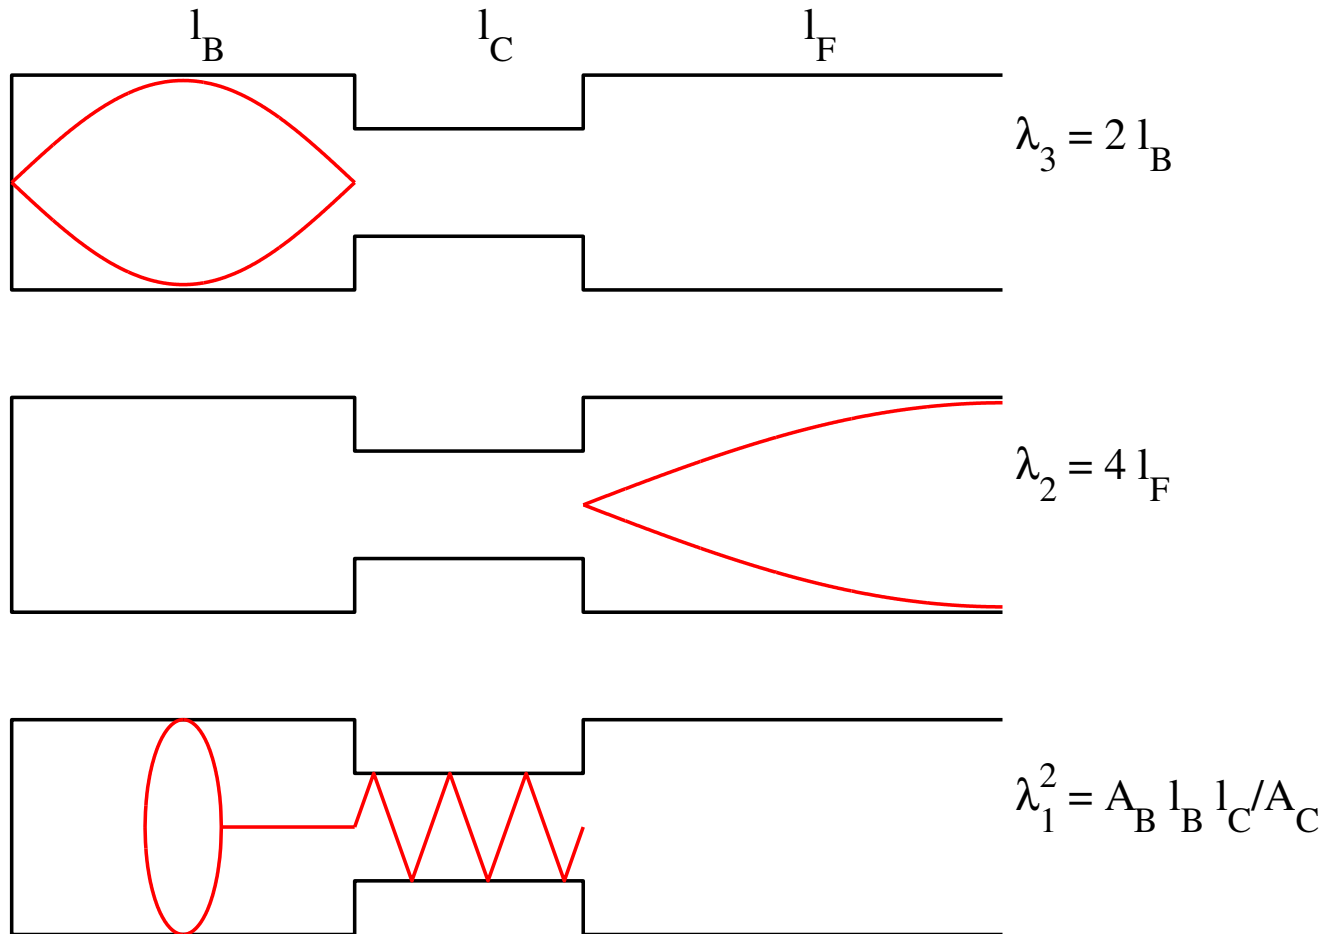 l_B l_C l_F
λ_3 = 2 l_B
λ_2 = 4 l_F
λ_1^2 = A_B l_B l_C/A_C